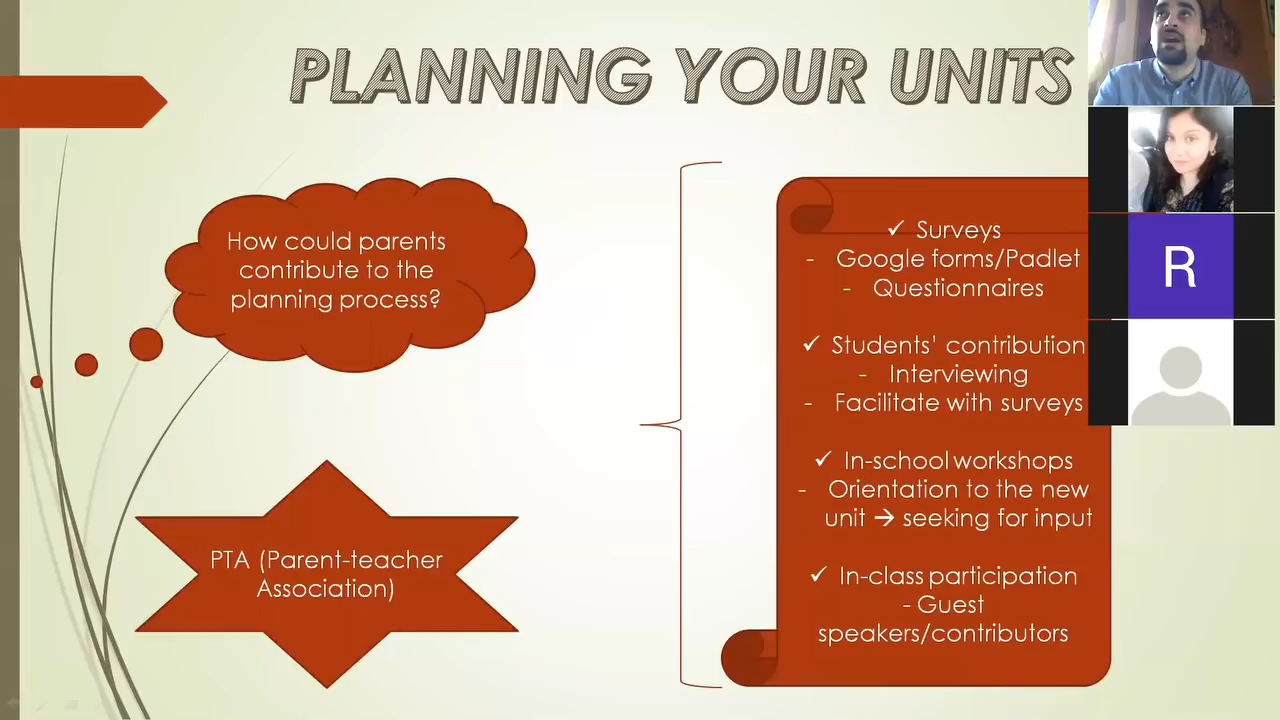 PLANNING YOUR UNITS
How could parents
contribute to the
planning process?
PTA (Parent-teacher
Association)
✓ Surveys
- Google forms/Padlet
- Questionnaires
✓ Students' contribution
- Interviewing
- Facilitate with surveys
✓ In-school workshops
- Orientation to the new
unit → seeking for input
✓ In-class participation
- Guest
speakers/contributors
R